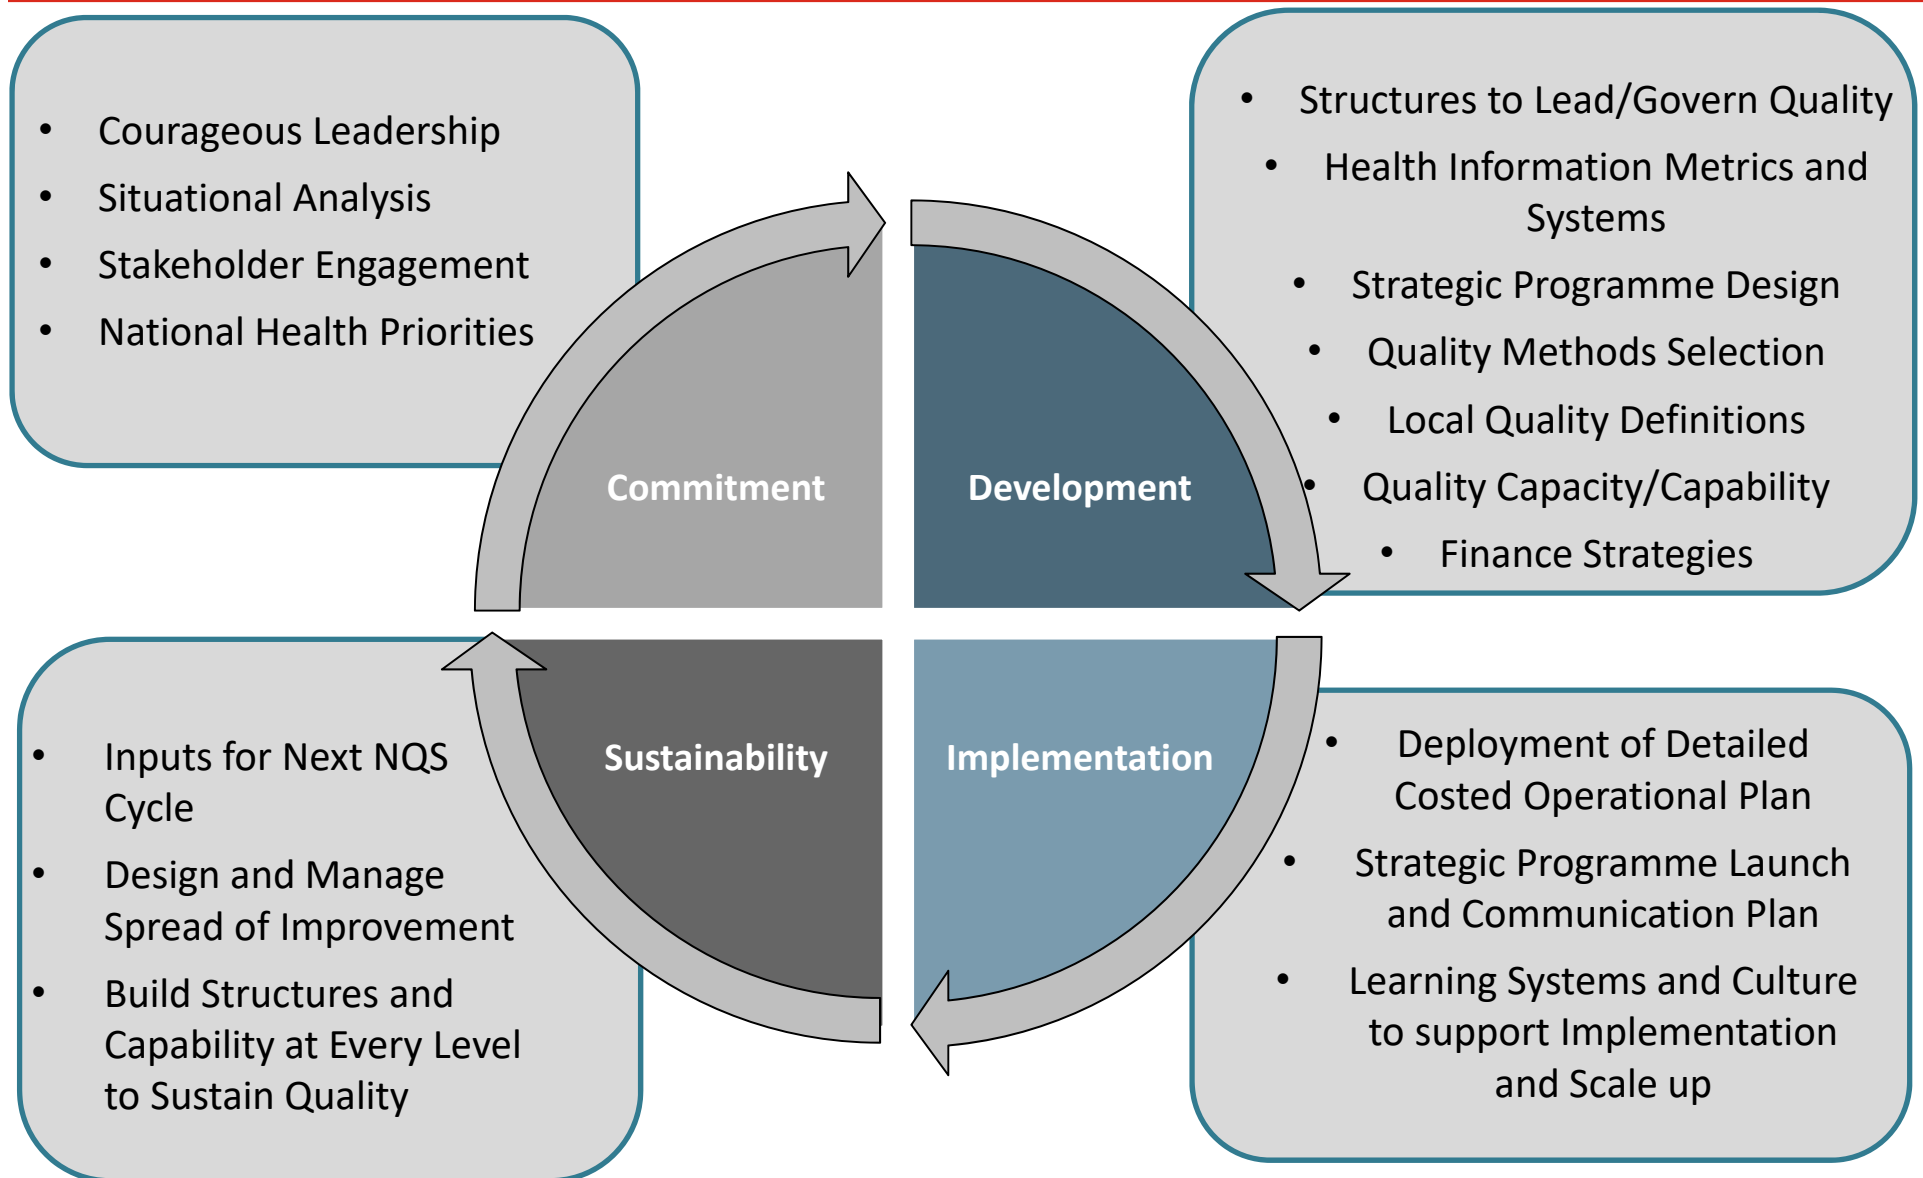 • Courageous Leadership
• Situational Analysis
• Stakeholder Engagement
• National Health Priorities
• Structures to Lead/Govern Quality
• Health Information Metrics and
Systems
• Strategic Programme Design
• Quality Methods Selection
• Local Quality Definitions
• Quality Capacity/Capability
• Finance Strategies
Commitment
Development
Sustainability
Implementation
• Inputs for Next NQS
Cycle
• Design and Manage
Spread of Improvement
• Build Structures and
Capability at Every Level
to Sustain Quality
• Deployment of Detailed
Costed Operational Plan
• Strategic Programme Launch
and Communication Plan
• Learning Systems and Culture
to support Implementation
and Scale up